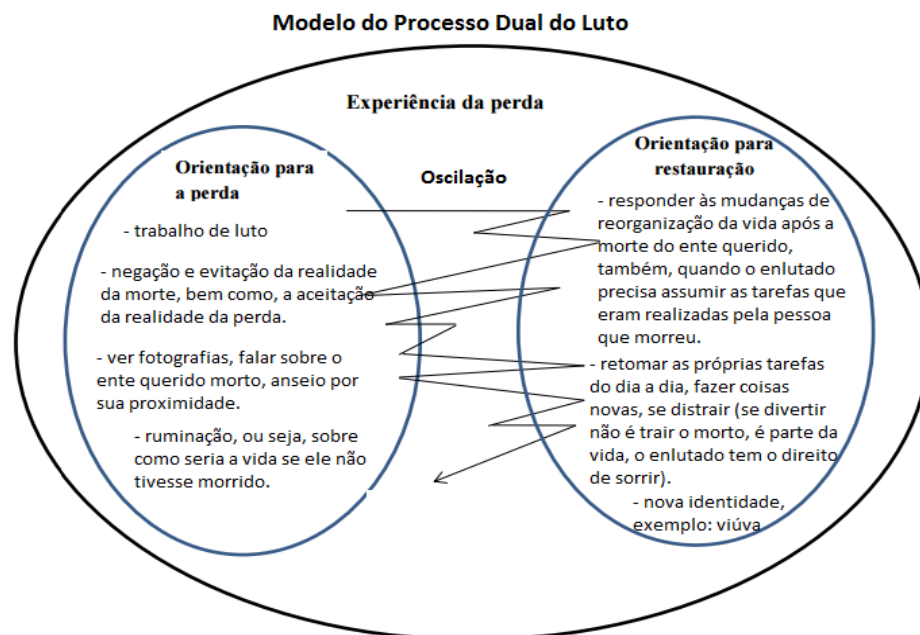 Modelo do Processo Dual do Luto
Experiência da perda
Orientação para
a perda
- trabalho de luto
- negação e evitação da realidade
da morte, bem como, a aceitação
da realidade da perda.
- ver fotografias, falar sobre o
ente querido morto, anseio por
sua proximidade.
- ruminação, ou seja, sobre
como seria a vida se ele não
tivesse morrido.
Oscilação
Orientação para
restauração
- responder às mudanças de
reorganização da vida após a
morte do ente querido,
também, quando o enlutado
precisa assumir as tarefas que
eram realizadas pela pessoa
que morreu.
- retomar as próprias tarefas
do dia a dia, fazer coisas
novas, se distrair (se divertir
não é trair o morto, é parte da
vida, o enlutado tem o direito
de sorrir).
- nova identidade,
exemplo: viúva